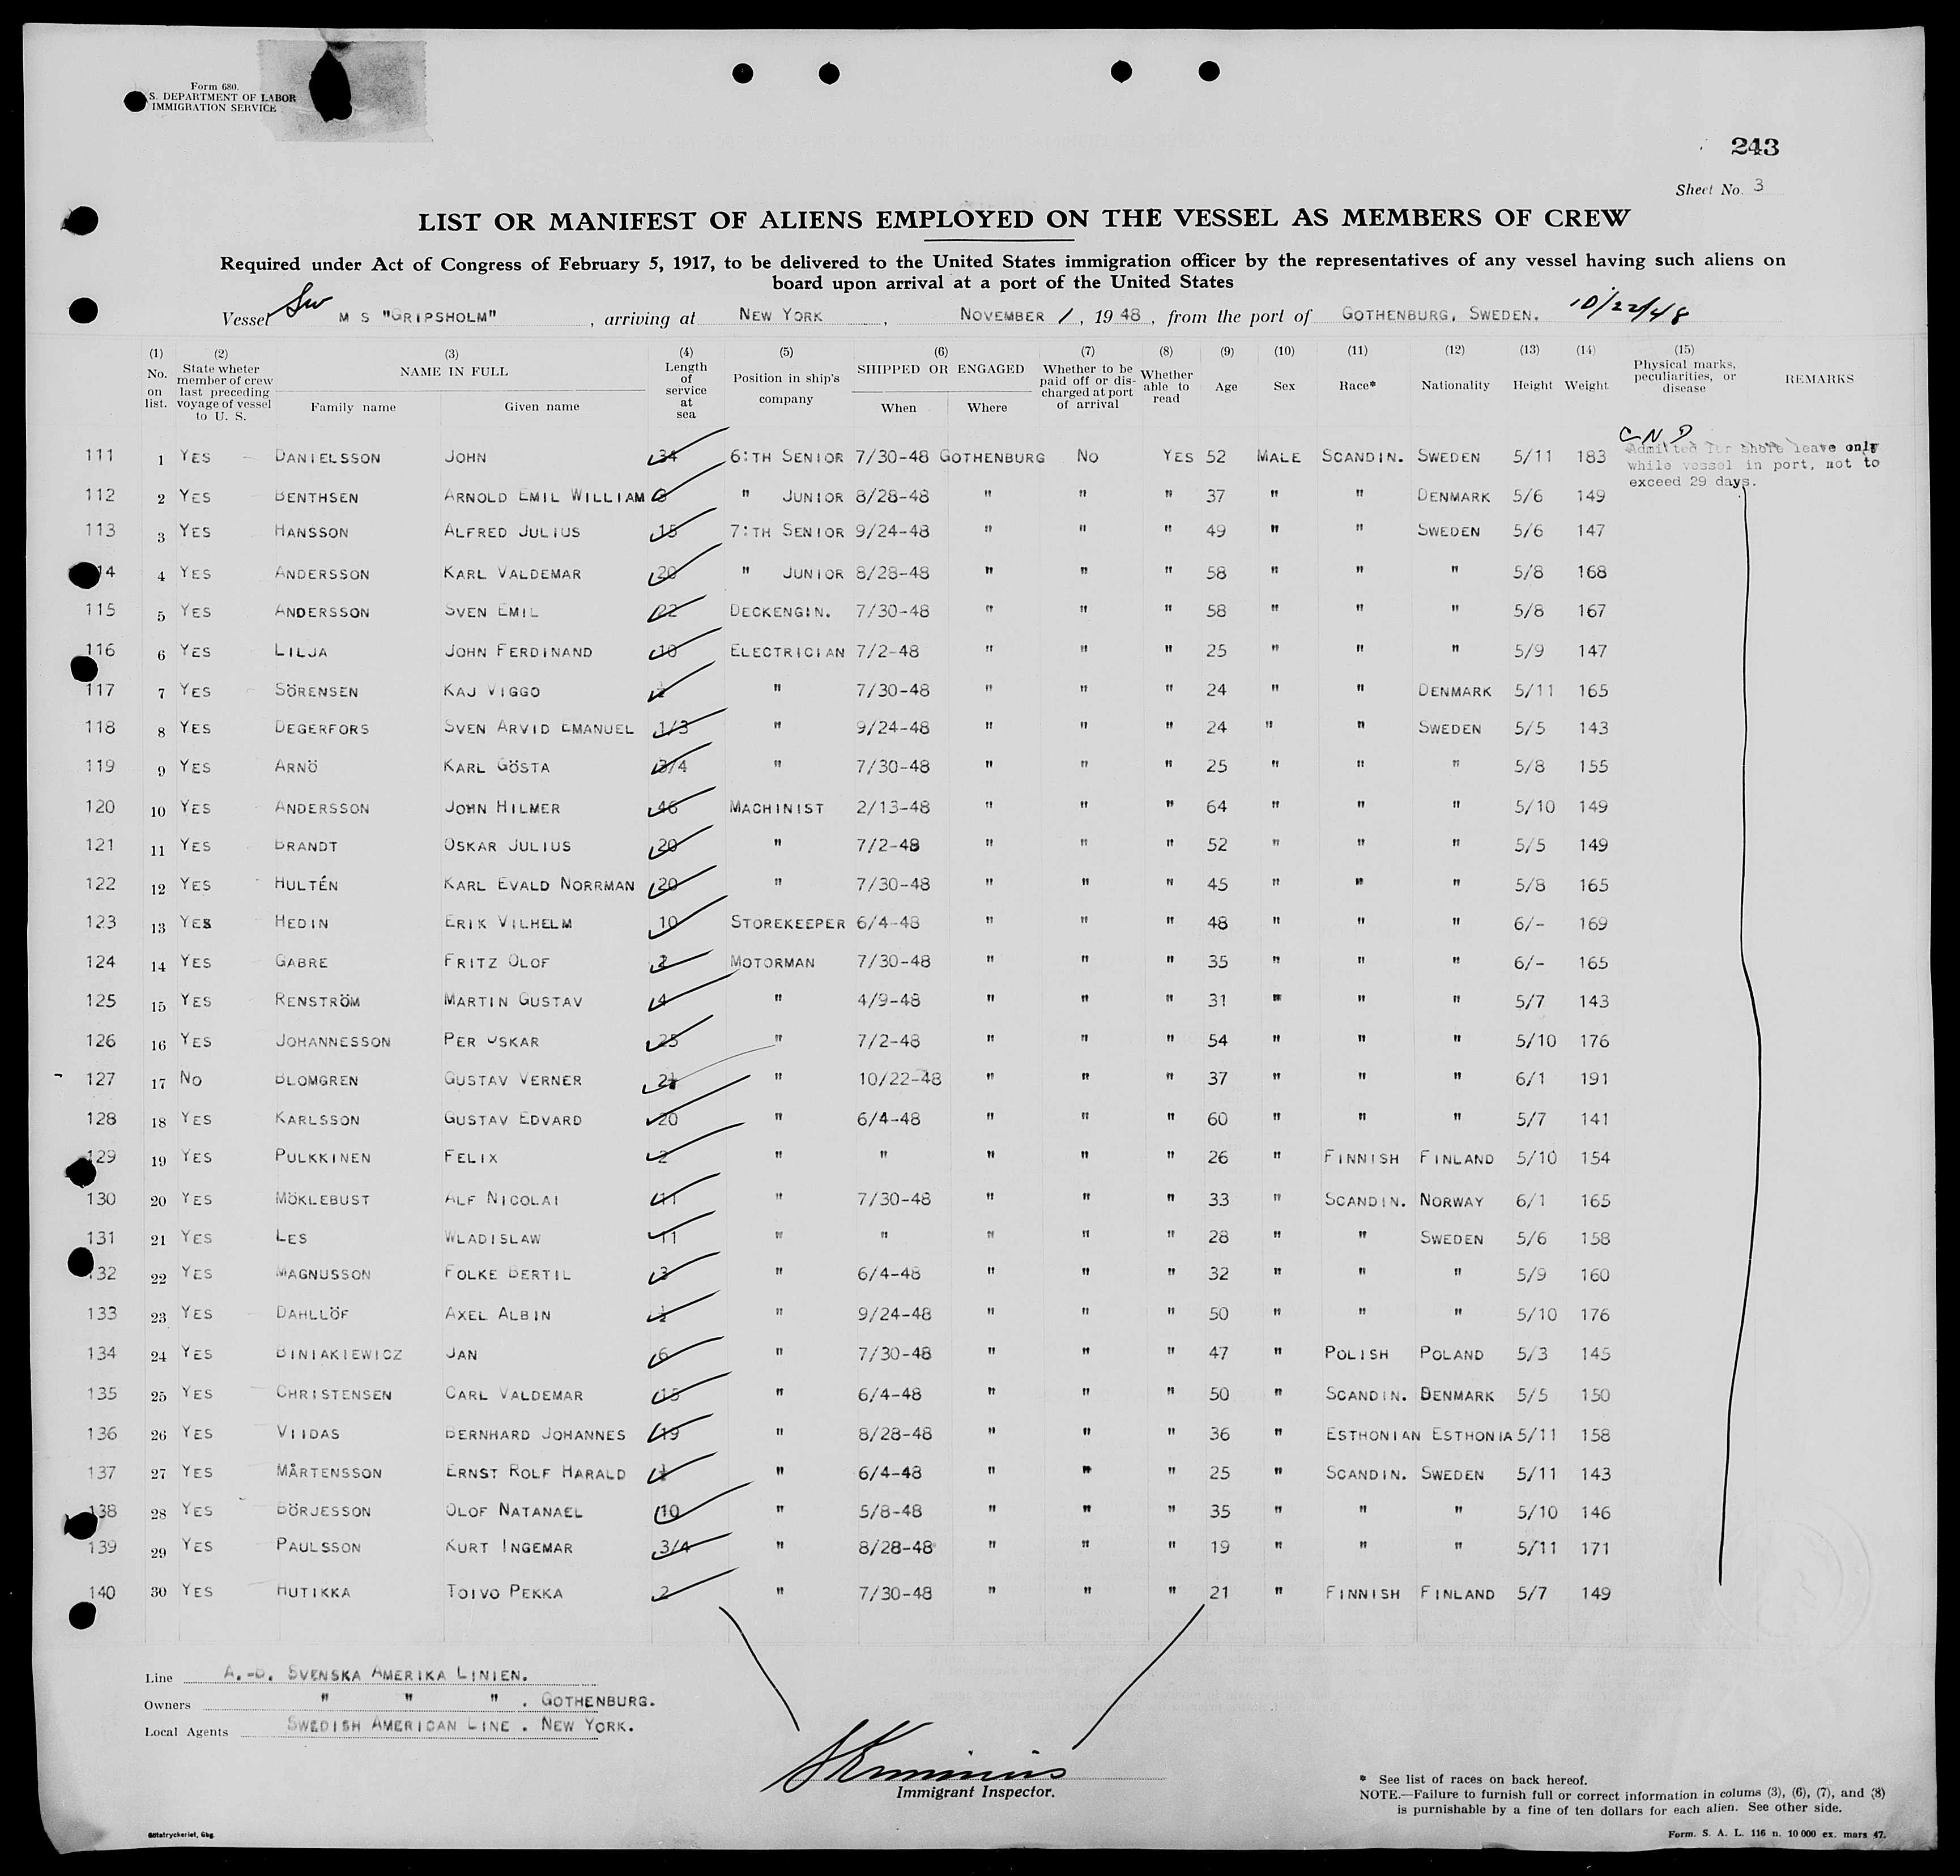 Form 680.
S. DEPARTMENT OF LABOR
IMMIGRATION SERVICE
243
Sheet No. 3
LIST OR MANIFEST OF ALIENS EMPLOYED ON THE VESSEL AS MEMBERS OF CREW
Required under Act of Congress of February 5, 1917, to be delivered to the United States immigration officer by the representatives of any vessel having such aliens on
board upon arrival at a port of the United States
Vessel Sw M S "GRIPSHOLM" , arriving at NEW YORK , NOVEMBER 1 , 19 48 , from the port of GOTHENBURG, SWEDEN. 10/22/48
(1) No. on list.
(2) State wheter member of crew last preceding voyage of vessel to U. S.
(3) NAME IN FULL Family name Given name
(4) Length of service at sea
(5) Position in ship's company
(6) SHIPPED OR ENGAGED When Where
(7) Whether to be paid off or discharged at port of arrival
(8) Whether able to read
(9) Age
(10) Sex
(11) Race*
(12) Nationality
(13) Height
(14) Weight
(15) Physical marks, peculiarities, or disease
REMARKS
C N D
Admitted for shore leave only
while vessel in port, not to
exceed 29 days.
111 1 YES DANIELSSON JOHN 34 6:TH SENIOR 7/30-48 GOTHENBURG NO YES 52 MALE SCANDIN. SWEDEN 5/11 183
112 2 YES BENTHSEN ARNOLD EMIL WILLIAM " JUNIOR 8/28-48 " " " 37 " " DENMARK 5/6 149
113 3 YES HANSSON ALFRED JULIUS 15 7:TH SENIOR 9/24-48 " " " 49 " " SWEDEN 5/6 147
14 4 YES ANDERSSON KARL VALDEMAR 20 " JUNIOR 8/28-48 " " " 58 " " " 5/8 168
115 5 YES ANDERSSON SVEN EMIL 22 DECKENGIN. 7/30-48 " " " 58 " " " 5/8 167
116 6 YES LILJA JOHN FERDINAND 10 ELECTRICIAN 7/2-48 " " " 25 " " " 5/9 147
117 7 YES SÖRENSEN KAJ VIGGO " 7/30-48 " " " 24 " " DENMARK 5/11 165
118 8 YES DEGERFORS SVEN ARVID EMANUEL 1/3 " 9/24-48 " " " 24 " " SWEDEN 5/5 143
119 9 YES ARNÖ KARL GÖSTA 3/4 " 7/30-48 " " " 25 " " " 5/8 155
120 10 YES ANDERSSON JOHN HILMER 46 MACHINIST 2/13-48 " " " 64 " " " 5/10 149
121 11 YES BRANDT OSKAR JULIUS 20 " 7/2-48 " " " 52 " " " 5/5 149
122 12 YES HULTÉN KARL EVALD NORRMAN 20 " 7/30-48 " " " 45 " " " 5/8 165
123 13 YES HEDIN ERIK VILHELM 10 STOREKEEPER 6/4-48 " " " 48 " " " 6/- 169
124 14 YES GABRE FRITZ OLOF 2 MOTORMAN 7/30-48 " " " 35 " " " 6/- 165
125 15 YES RENSTRÖM MARTIN GUSTAV 4 " 4/9-48 " " " 31 " " " 5/7 143
126 16 YES JOHANNESSON PER OSKAR 25 " 7/2-48 " " " 54 " " " 5/10 176
127 17 NO BLOMGREN GUSTAV VERNER 2½ " 10/22-48 " " " 37 " " " 6/1 191
128 18 YES KARLSSON GUSTAV EDVARD 20 " 6/4-48 " " " 60 " " " 5/7 141
129 19 YES PULKKINEN FELIX 2 " " " " " 26 " FINNISH FINLAND 5/10 154
130 20 YES MÖKLEBUST ALF NICOLAI 11 " 7/30-48 " " " 33 " SCANDIN. NORWAY 6/1 165
131 21 YES LES WLADISLAW 11 " " " " " 28 " " SWEDEN 5/6 158
132 22 YES MAGNUSSON FOLKE BERTIL 3 " 6/4-48 " " " 32 " " " 5/9 160
133 23 YES DAHLLÖF AXEL ALBIN ½ " 9/24-48 " " " 50 " " " 5/10 176
134 24 YES BINIAKIEWICZ JAN 6 " 7/30-48 " " " 47 " POLISH POLAND 5/3 145
135 25 YES CHRISTENSEN CARL VALDEMAR 15 " 6/4-48 " " " 50 " SCANDIN. DENMARK 5/5 150
136 26 YES VIIDAS BERNHARD JOHANNES 19 " 8/28-48 " " " 36 " ESTHONIAN ESTHONIA 5/11 158
137 27 YES MÅRTENSSON ERNST ROLF HARALD " 6/4-48 " " " 25 " SCANDIN. SWEDEN 5/11 143
138 28 YES BÖRJESSON OLOF NATANAEL 10 " 5/8-48 " " " 35 " " " 5/10 146
139 29 YES PAULSSON KURT INGEMAR 3/4 " 8/28-48 " " " 19 " " " 5/11 171
140 30 YES HUTIKKA TOIVO PEKKA 2 " 7/30-48 " " " 21 " FINNISH FINLAND 5/7 149
Line A.-B. SVENSKA AMERIKA LINIEN.
Owners " " " . GOTHENBURG.
Local Agents SWEDISH AMERICAN LINE . NEW YORK.
Immigrant Inspector.
* See list of races on back hereof.
NOTE.—Failure to furnish full or correct information in colums (3), (6), (7), and (8)
is punishable by a fine of ten dollars for each alien. See other side.
Götatryckeriet, Gbg.
Form. S. A. L. 116 n. 10 000 ex. mars 47.